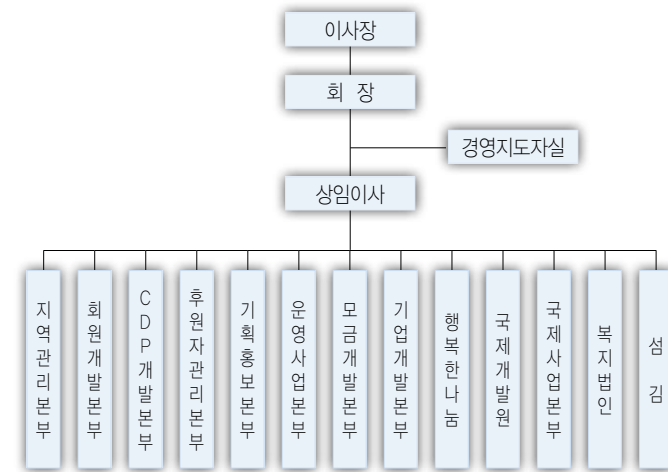 이사장
회 장
경영지도자실
상임이사
지역관리본부
회원개발본부
CDP개발본부
후원자관리본부
기획홍보본부
운영사업본부
모금개발본부
기업개발본부
행복한나눔
국제개발원
국제사업본부
복지법인
섬 김